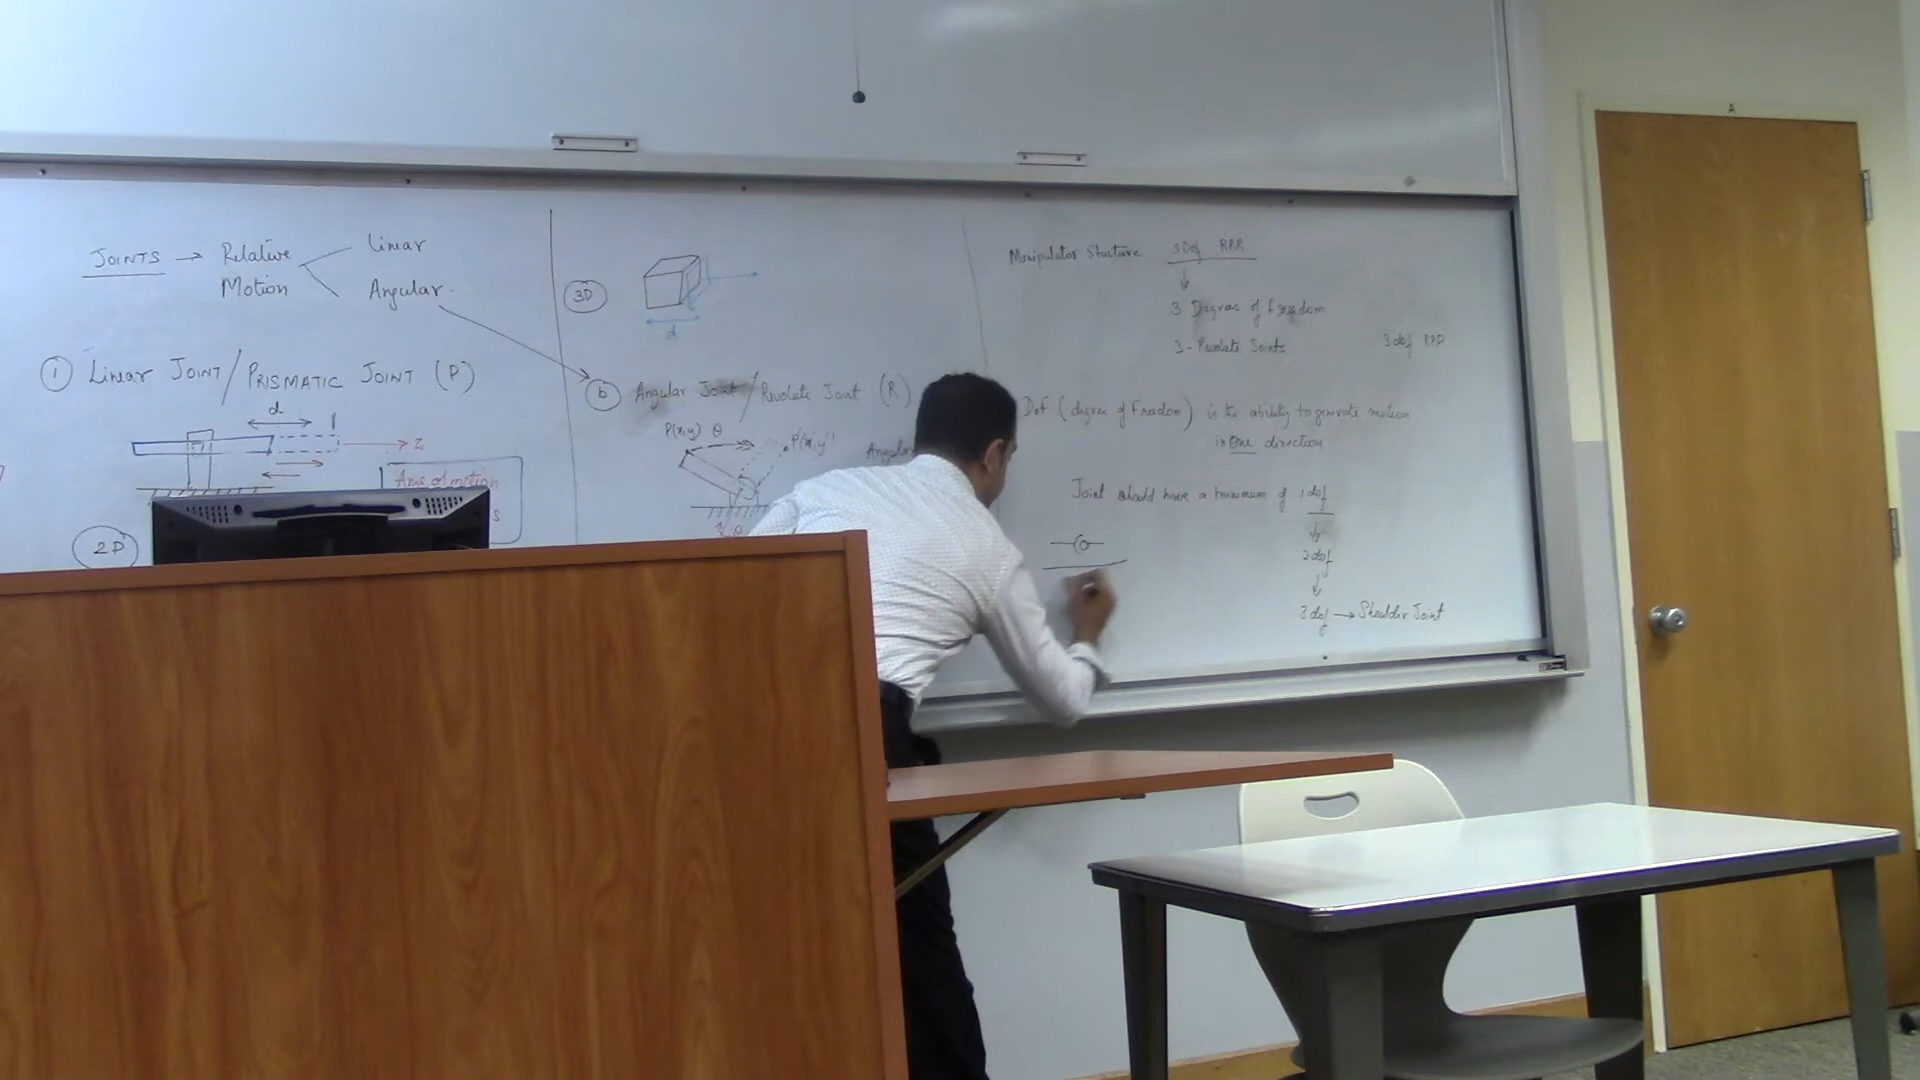 JOINTS → Relative Motion
Linear
Angular
① Linear JOINT / PRISMATIC JOINT (P)
d
z
Axis of motion
2D
3D
d
b Angular Joint / Revolute Joint (R)
P(x,y) θ
P(x',y')
θ
Angular
Manipulator Structure 3 Dof RRR
3 Degrees of freedom
3 - Revolute Joints
3 dof RPP
Dof (degree of Freedom) is the ability to generate motion
in One direction
Joint should have a minimum of 1 dof
2 dof
3 dof → Shoulder Joint
A